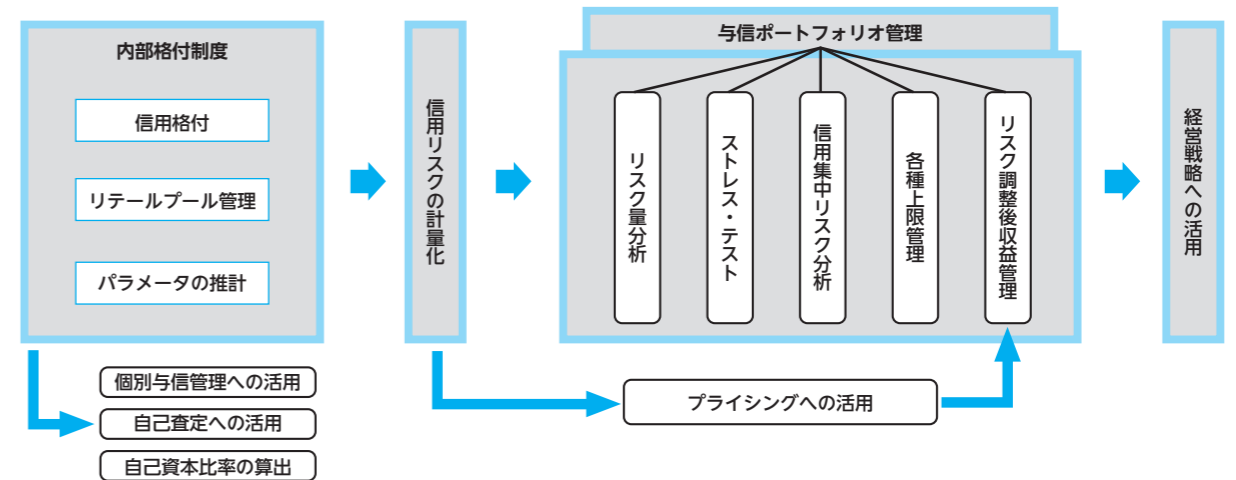 内部格付制度
信用格付
リテールプール管理
パラメータの推計
個別与信管理への活用
自己査定への活用
自己資本比率の算出
信用リスクの計量化
与信ポートフォリオ管理
リスク量分析
ストレス・テスト
信用集中リスク分析
各種上限管理
リスク調整後収益管理
プライシングへの活用
経営戦略への活用